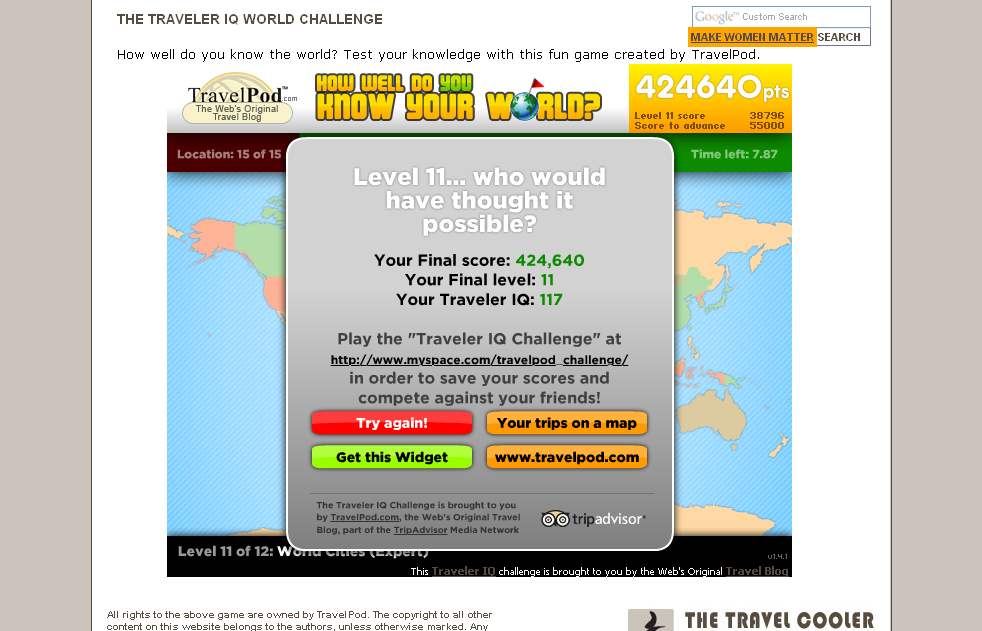 THE TRAVELER IQ WORLD CHALLENGE
Google™ Custom Search
MAKE WOMEN MATTER SEARCH
How well do you know the world? Test your knowledge with this fun game created by TravelPod.
TravelPod.com™
The Web's Original
Travel Blog
HOW WELL DO YOU
KNOW YOUR WORLD?
424640pts
Level 11 score 38796
Score to advance 55000
Location: 15 of 15
Time left: 7.87
Level 11... who would
have thought it
possible?
Your Final score: 424,640
Your Final level: 11
Your Traveler IQ: 117
Play the "Traveler IQ Challenge" at
http://www.myspace.com/travelpod_challenge/
in order to save your scores and
compete against your friends!
Try again!
Your trips on a map
Get this Widget
www.travelpod.com
The Traveler IQ Challenge is brought to you
by TravelPod.com, the Web's Original Travel
Blog, part of the TripAdvisor Media Network
tripadvisor
Level 11 of 12: World Cities (Expert)
v1.4.1
This Traveler IQ challenge is brought to you by the Web's Original Travel Blog
All rights to the above game are owned by TravelPod. The copyright to all other
content on this website belongs to the authors, unless otherwise marked. Any
THE TRAVEL COOLER